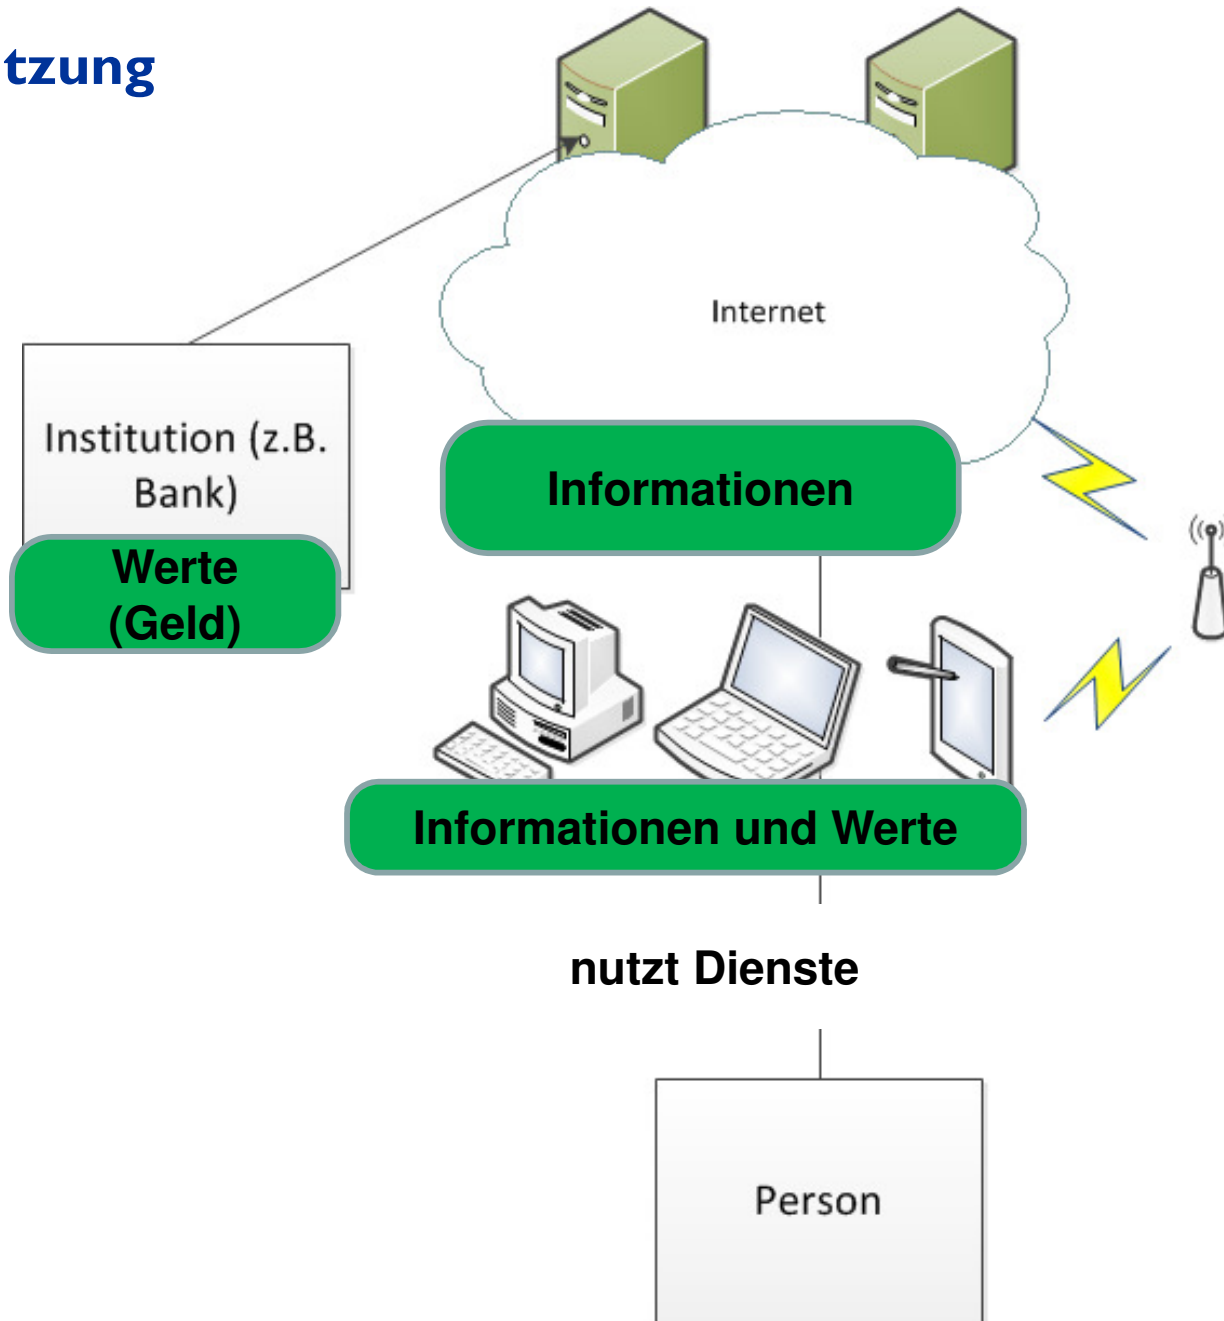 tzung
Internet
Institution (z.B.
Bank)
Informationen
Werte
(Geld)
Informationen und Werte
nutzt Dienste
Person